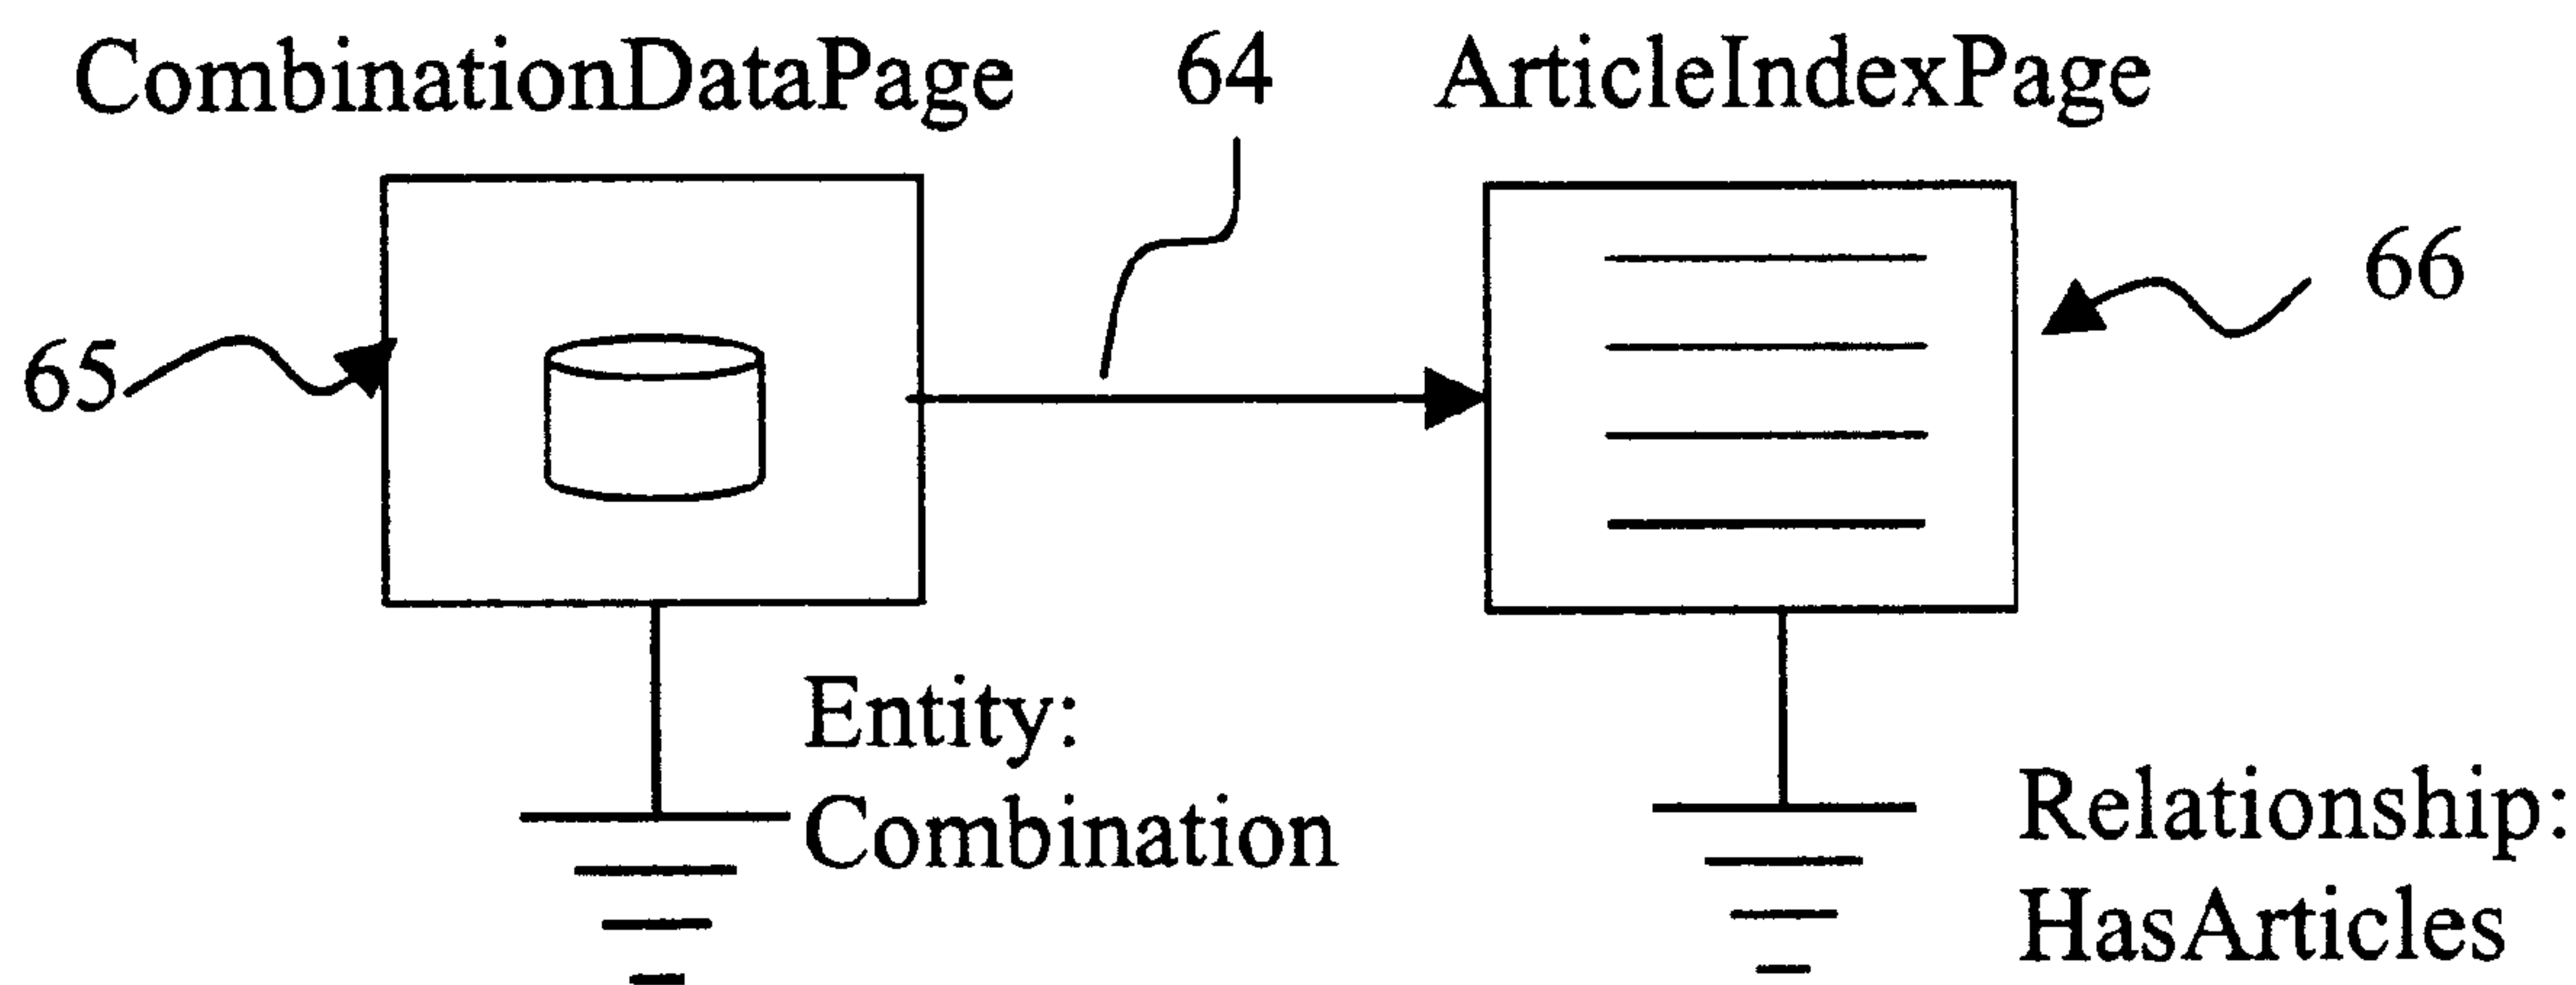 CombinationDataPage
64
ArticleIndexPage
65
66
Entity:
Combination
Relationship:
HasArticles